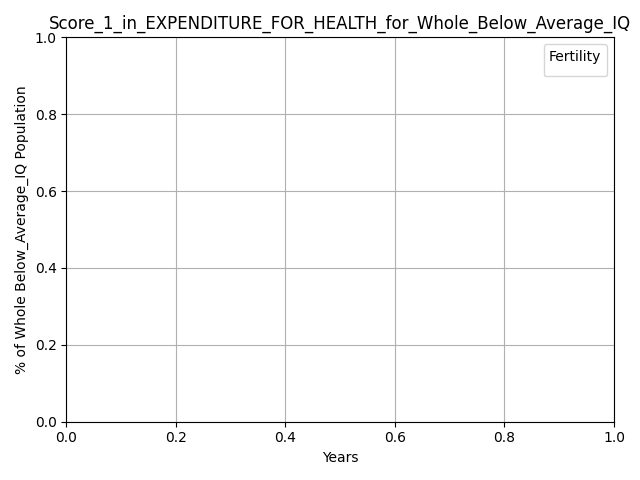 Score_1_in_EXPENDITURE_FOR_HEALTH_for_Whole_Below_Average_IQ
Fertility
% of Whole Below_Average_IQ Population
1.0
0.8
0.6
0.4
0.2
0.0
0.0 0.2 0.4 0.6 0.8 1.0
Years